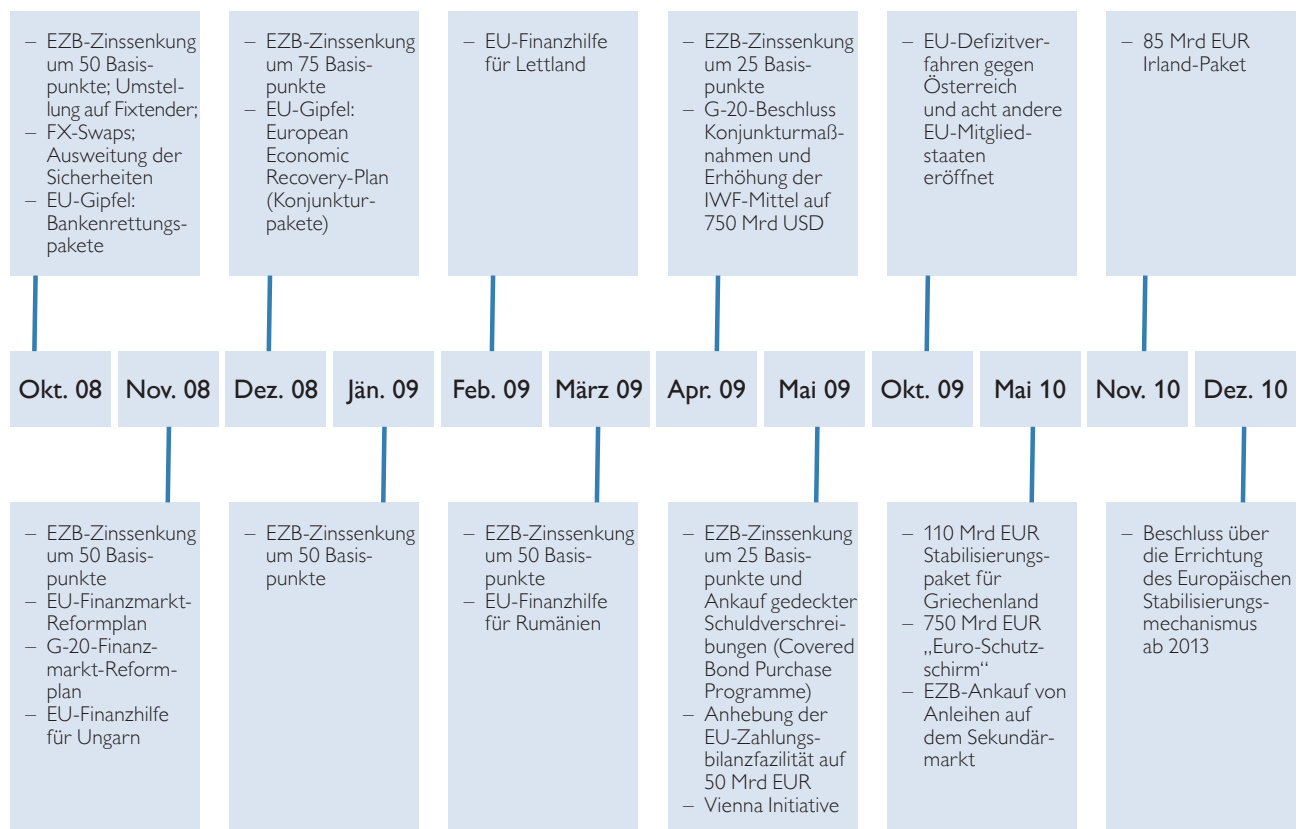 – EZB-Zinssenkung
um 50 Basis-
punkte; Umstel-
lung auf Fixtender;
– FX-Swaps;
Ausweitung der
Sicherheiten
– EU-Gipfel:
Bankenrettungs-
pakete
– EZB-Zinssenkung
um 75 Basis-
punkte
– EU-Gipfel:
European
Economic
Recovery-Plan
(Konjunktur-
pakete)
– EU-Finanzhilfe
für Lettland
– EZB-Zinssenkung
um 25 Basis-
punkte
– G-20-Beschluss
Konjunkturmaß-
nahmen und
Erhöhung der
IWF-Mittel auf
750 Mrd USD
– EU-Defizitver-
fahren gegen
Österreich
und acht andere
EU-Mitglied-
staaten
eröffnet
– 85 Mrd EUR
Irland-Paket
Okt. 08 Nov. 08 Dez. 08 Jän. 09 Feb. 09 März 09 Apr. 09 Mai 09 Okt. 09 Mai 10 Nov. 10 Dez. 10
– EZB-Zinssenkung
um 50 Basis-
punkte
– EU-Finanzmarkt-
Reformplan
– G-20-Finanz-
markt-Reform-
plan
– EU-Finanzhilfe
für Ungarn
– EZB-Zinssenkung
um 50 Basis-
punkte
– EZB-Zinssenkung
um 50 Basis-
punkte
– EU-Finanzhilfe
für Rumänien
– EZB-Zinssenkung
um 25 Basis-
punkte und
Ankauf gedeckter
Schuldverschrei-
bungen (Covered
Bond Purchase
Programme)
– Anhebung der
EU-Zahlungs-
bilanzfazilität auf
50 Mrd EUR
– Vienna Initiative
– 110 Mrd EUR
Stabilisierungs-
paket für
Griechenland
– 750 Mrd EUR
„Euro-Schutz-
schirm“
– EZB-Ankauf von
Anleihen auf
dem Sekundär-
markt
– Beschluss über
die Errichtung
des Europäischen
Stabilisierungs-
mechanismus
ab 2013